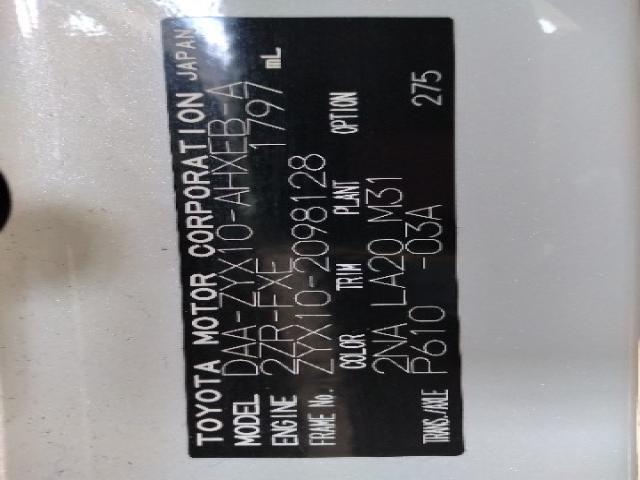 TOYOTA MOTOR CORPORATION JAPAN
MODEL DAA-ZYX10-AHXEB-A
ENGINE 2ZR-FXE 1797 mL
FRAME No. ZYX10-2098128
COLOR TRIM PLANT OPTION
2NA LA20 M31
TRANS./AXLE P610 -03A 275